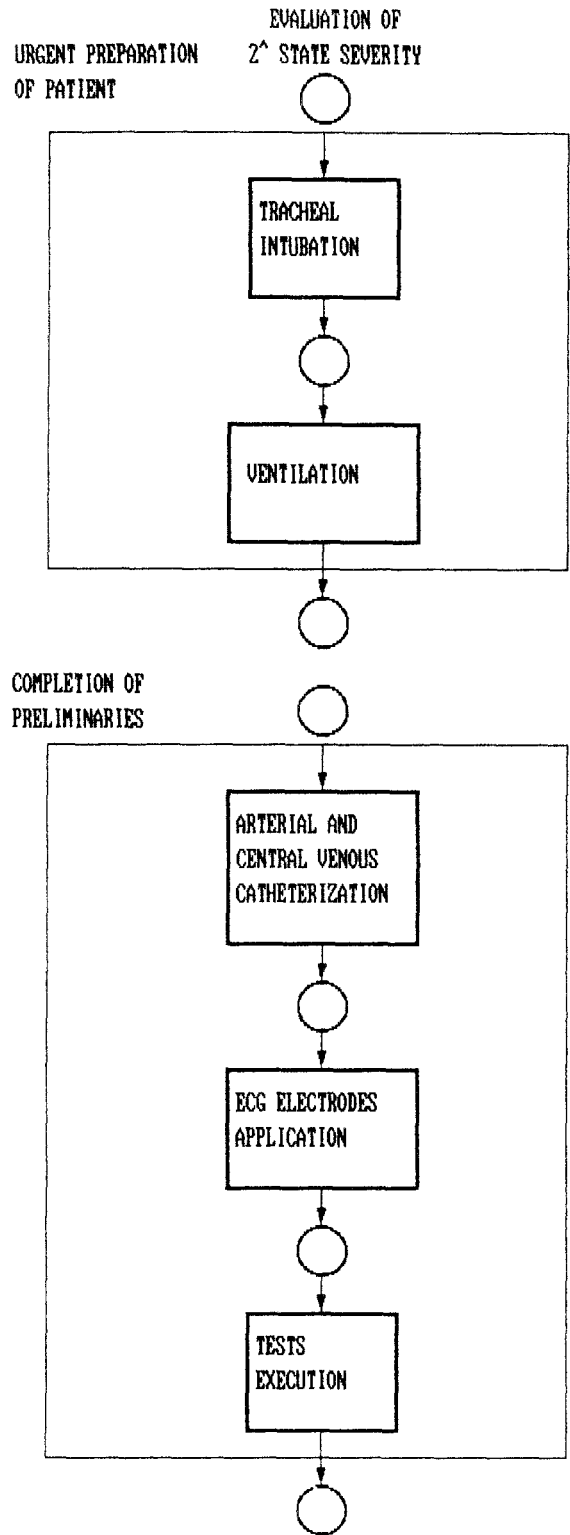 EVALUATION OF
2^ STATE SEVERITY
URGENT PREPARATION
OF PATIENT
TRACHEAL
INTUBATION
VENTILATION
COMPLETION OF
PRELIMINARIES
ARTERIAL AND
CENTRAL VENOUS
CATHETERIZATION
ECG ELECTRODES
APPLICATION
TESTS
EXECUTION